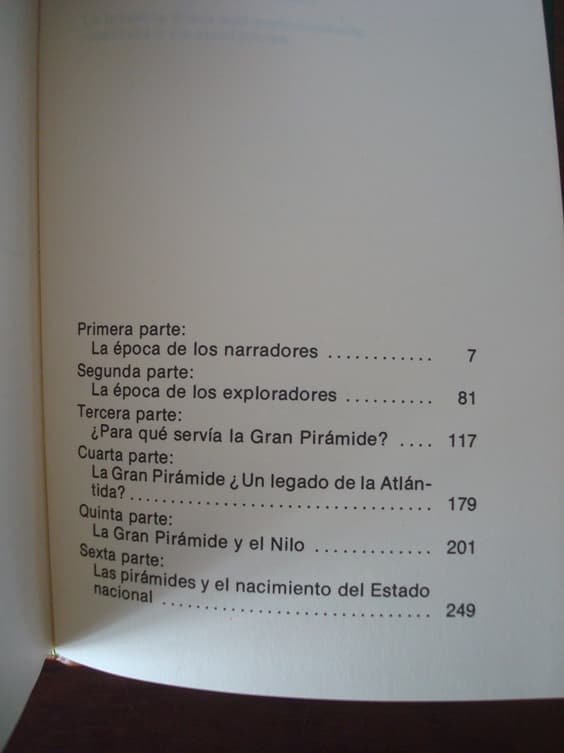 Primera parte:
La época de los narradores ............ 7
Segunda parte:
La época de los exploradores .......... 81
Tercera parte:
¿Para qué servía la Gran Pirámide? .... 117
Cuarta parte:
La Gran Pirámide ¿Un legado de la Atlán-
tida?.................................. 179
Quinta parte:
La Gran Pirámide y el Nilo ............. 201
Sexta parte:
Las pirámides y el nacimiento del Estado
nacional .............................. 249